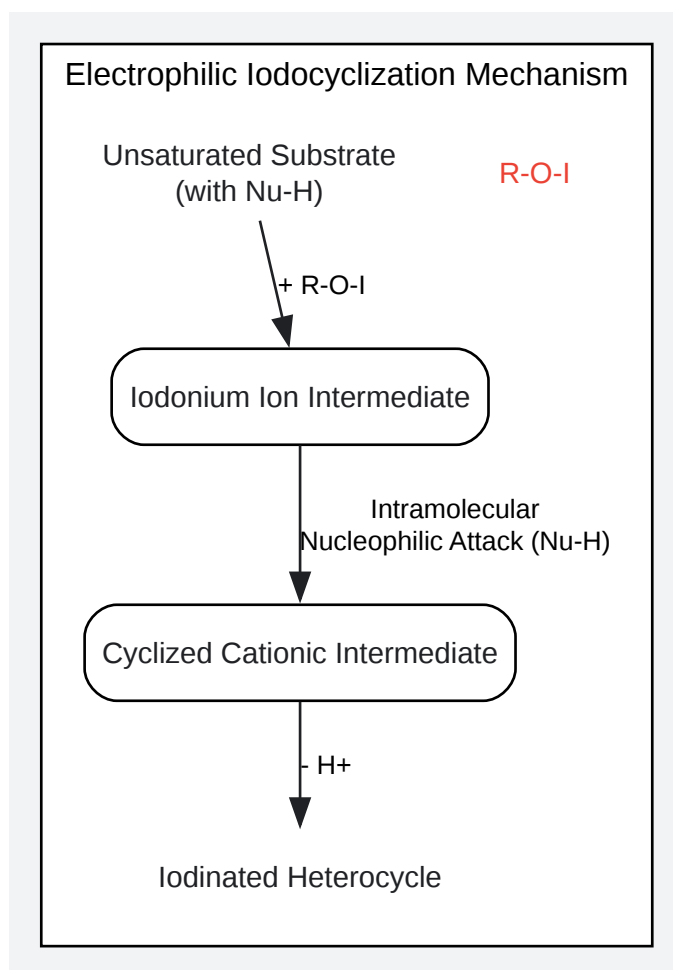 Electrophilic Iodocyclization Mechanism
Unsaturated Substrate
(with Nu-H)
R-O-I
+ R-O-I
Iodonium Ion Intermediate
Intramolecular
Nucleophilic Attack (Nu-H)
Cyclized Cationic Intermediate
- H+
Iodinated Heterocycle